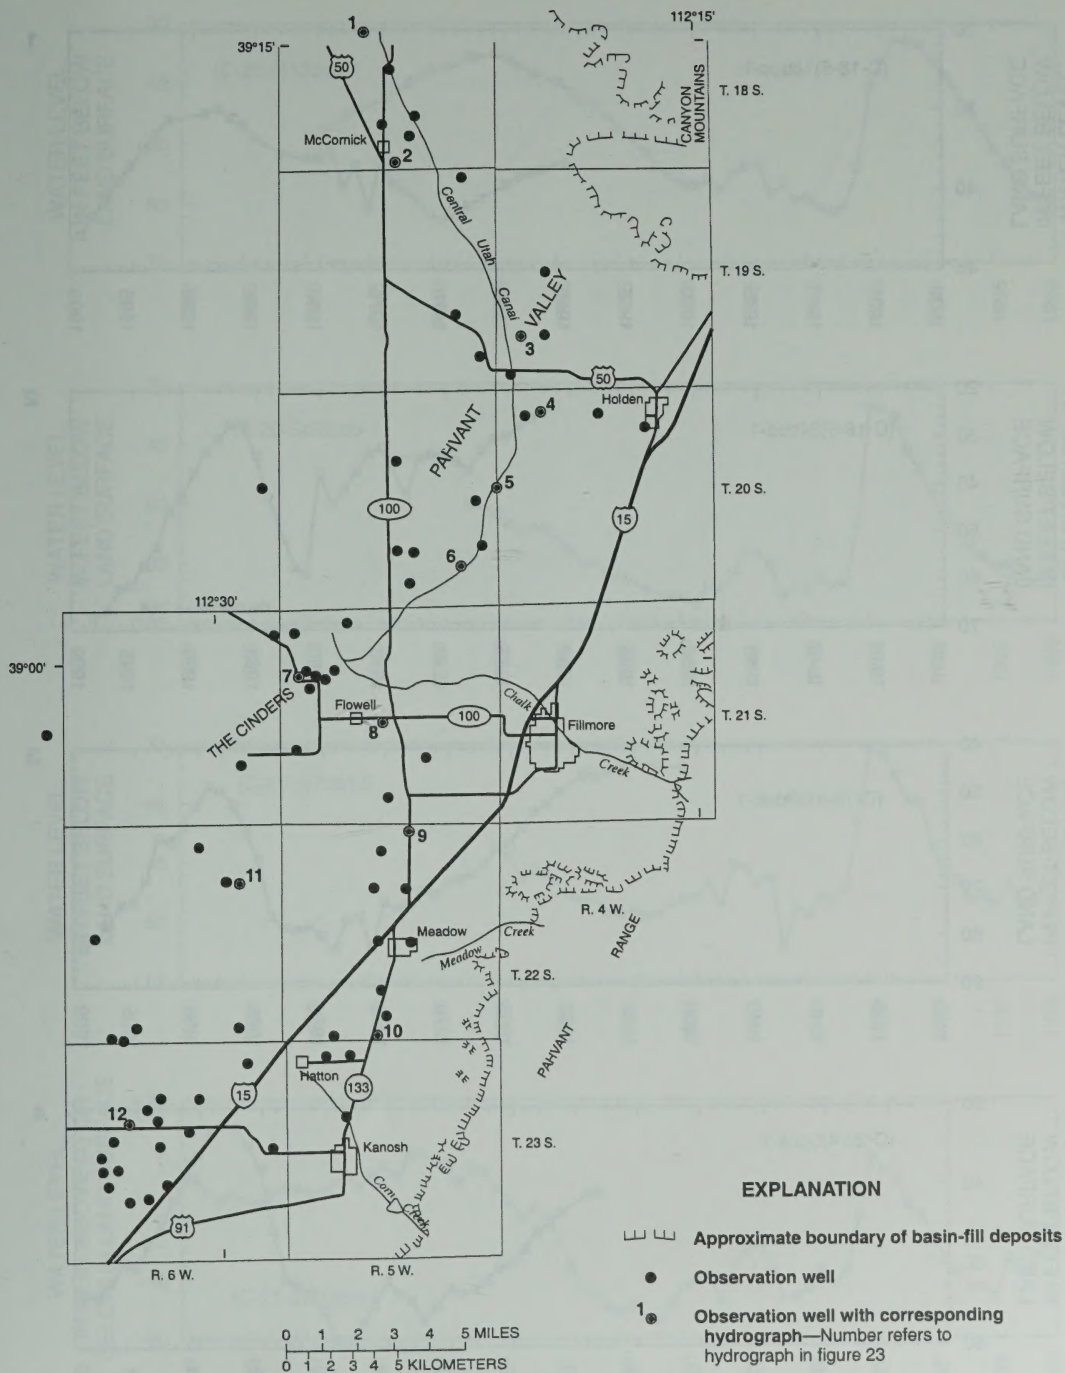 1
112°15'
39°15'
50
CANYON
MOUNTAINS
T. 18 S.
McCornick
2
Central
Utah
Canal
T. 19 S.
VALLEY
3
50
Holden
4
PAHVANT
5
T. 20 S.
100
15
6
112°30'
39°00'
7
Chalk
THE CINDERS
Flowell
100
Fillmore
T. 21 S.
8
Creek
9
11
R. 4 W.
Meadow
Creek
RANGE
Meadow
T. 22 S.
10
PAHVANT
Hatton
15
133
12
T. 23 S.
Kanosh
Corn
Creek
91
R. 6 W.
R. 5 W.
EXPLANATION
Approximate boundary of basin-fill deposits
Observation well
1
Observation well with corresponding
hydrograph—Number refers to
hydrograph in figure 23
0 1 2 3 4 5 MILES
0 1 2 3 4 5 KILOMETERS